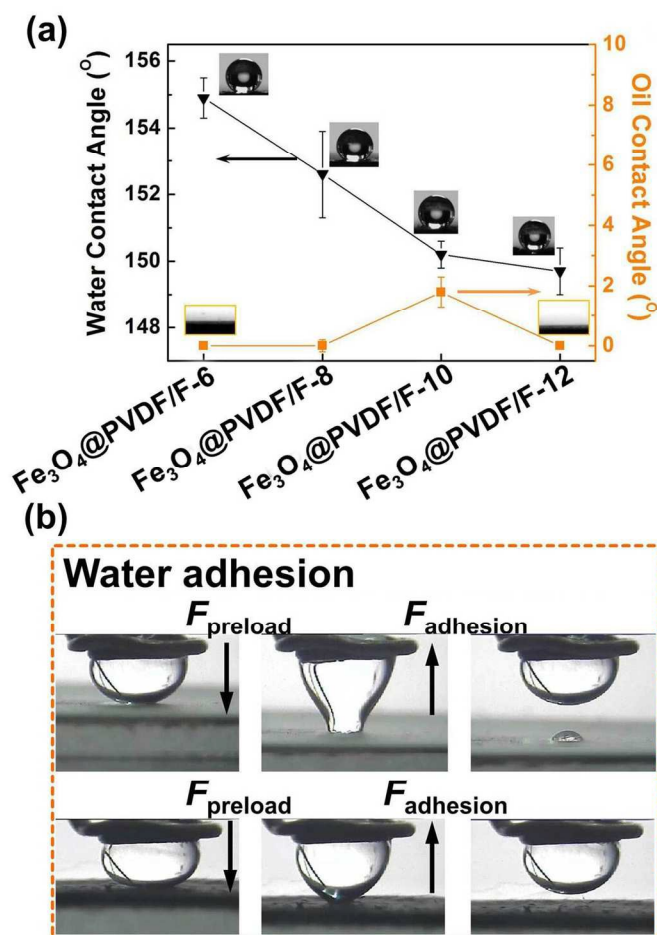 (a)
156
154
152
150
148
Water Contact Angle (°)
10
8
6
4
2
0
Oil Contact Angle (°)
Fe₃O₄@PVDF/F-6
Fe₃O₄@PVDF/F-8
Fe₃O₄@PVDF/F-10
Fe₃O₄@PVDF/F-12
(b)
Water adhesion
Fpreload
Fadhesion
Fpreload
Fadhesion